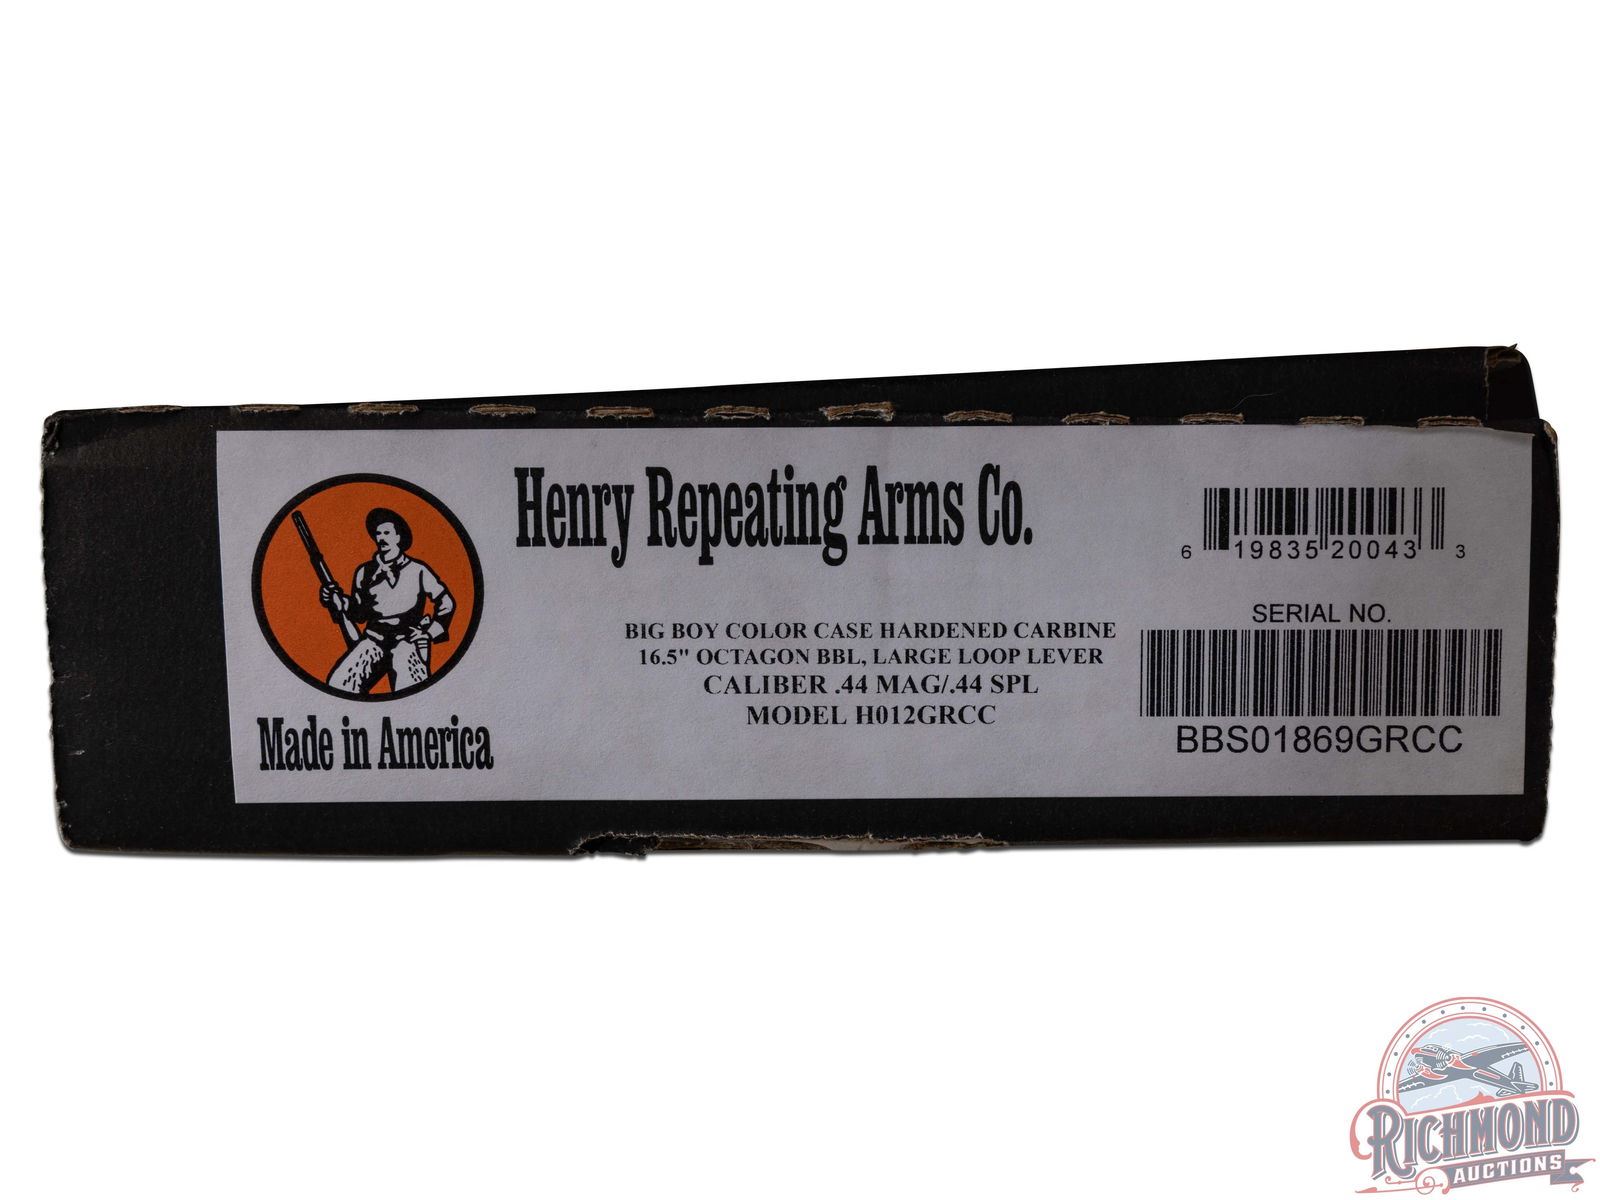 Henry Repeating Arms Co.
Made in America
BIG BOY COLOR CASE HARDENED CARBINE
16.5" OCTAGON BBL, LARGE LOOP LEVER
CALIBER .44 MAG/.44 SPL
MODEL H012GRCC
6 19835 20043 3
SERIAL NO.
BBS01869GRCC
RICHMOND
AUCTIONS